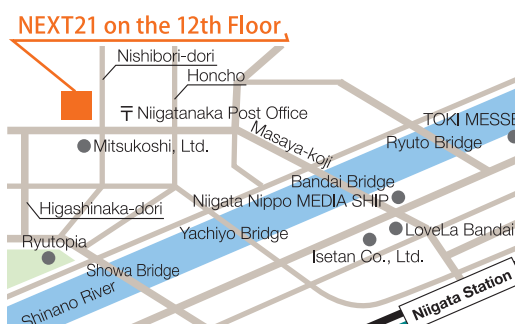 NEXT21 on the 12th Floor
Nishibori-dori
Honcho
〒 Niigatanaka Post Office
TOKI MESSE
Mitsukoshi, Ltd.
Masaya-koji
Ryuto Bridge
Bandai Bridge
Niigata Nippo MEDIA SHIP
Higashinaka-dori
Yachiyo Bridge
LoveLa Bandai
Ryutopia
Isetan Co., Ltd.
Showa Bridge
Shinano River
Niigata Station